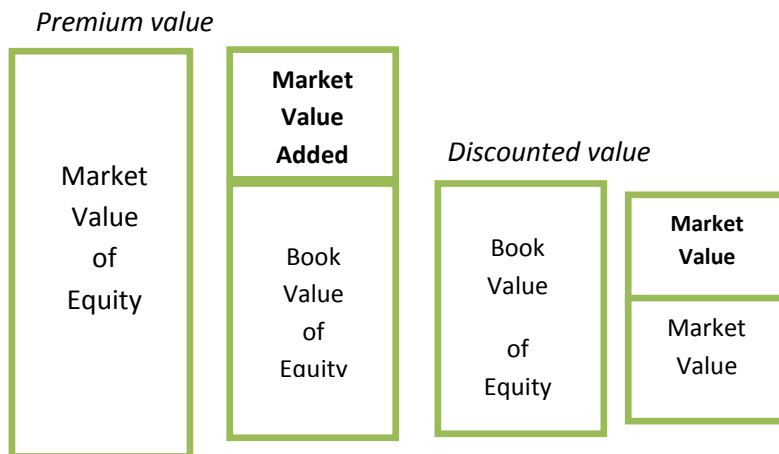 Premium value
Market
Value
of
Equity
Market
Value
Added
Book
Value
of
Equity
Discounted value
Book
Value
of
Equity
Market
Value
Market
Value